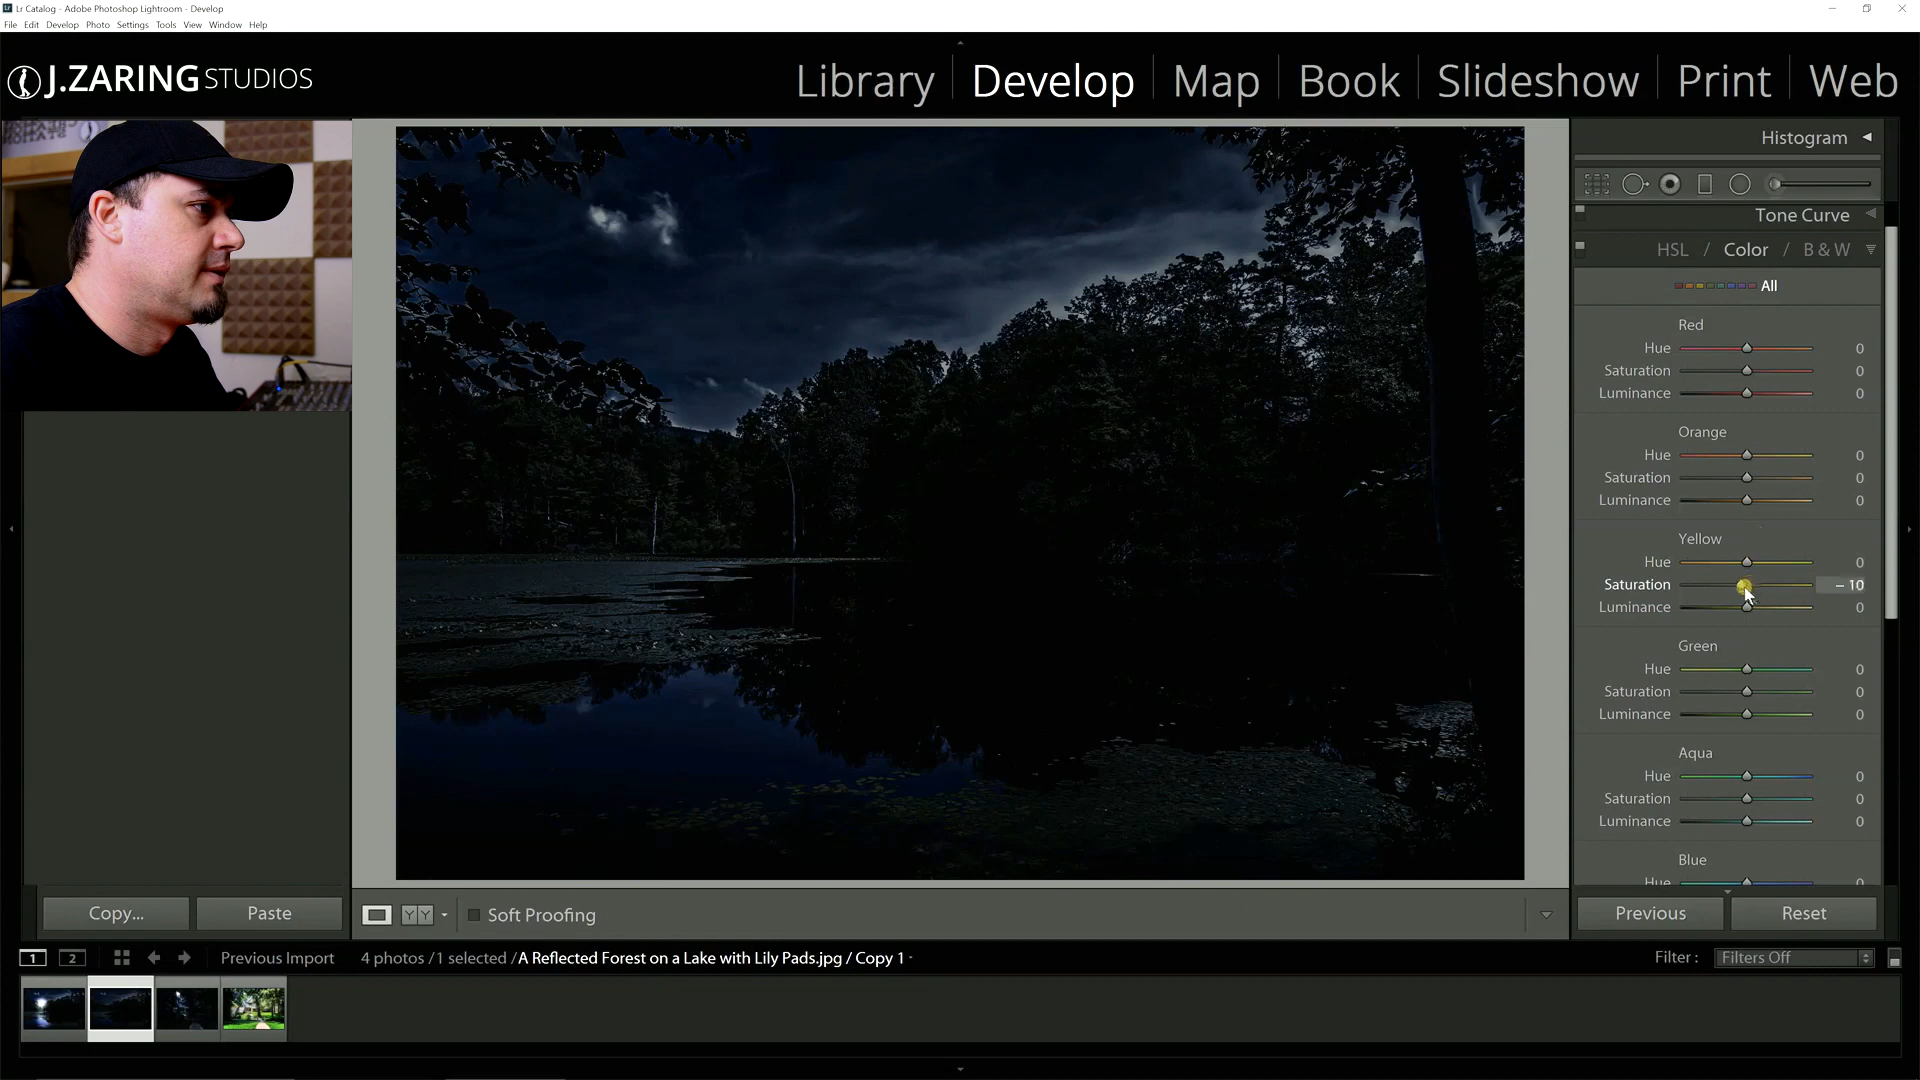 Lr Catalog - Adobe Photoshop Lightroom - Develop
File Edit Develop Photo Settings Tools View Window Help
J.ZARING STUDIOS
Library Develop Map Book Slideshow Print Web
Histogram
Tone Curve
HSL / Color / B & W
All
Red
Hue 0
Saturation 0
Luminance 0
Orange
Hue 0
Saturation 0
Luminance 0
Yellow
Hue 0
Saturation – 10
Luminance 0
Green
Hue 0
Saturation 0
Luminance 0
Aqua
Hue 0
Saturation 0
Luminance 0
Blue
Hue 0
Copy... Paste
Y Y Soft Proofing
Previous Reset
1 2 Previous Import 4 photos / 1 selected / A Reflected Forest on a Lake with Lily Pads.jpg / Copy 1
Filter : Filters Off